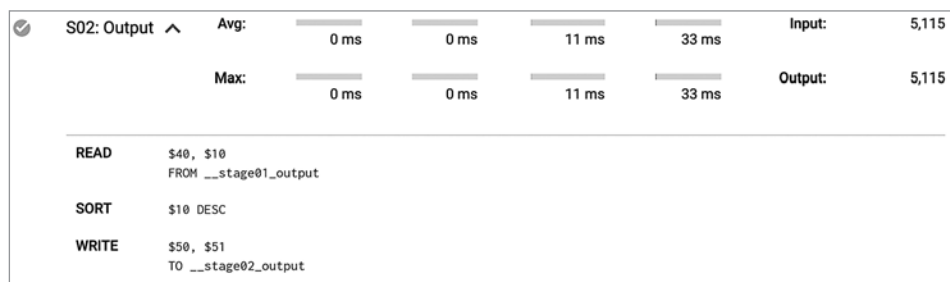 S02: Output Avg: 0 ms 0 ms 11 ms 33 ms Input: 5,115
Max: 0 ms 0 ms 11 ms 33 ms Output: 5,115
READ $40, $10
FROM __stage01_output
SORT $10 DESC
WRITE $50, $51
TO __stage02_output